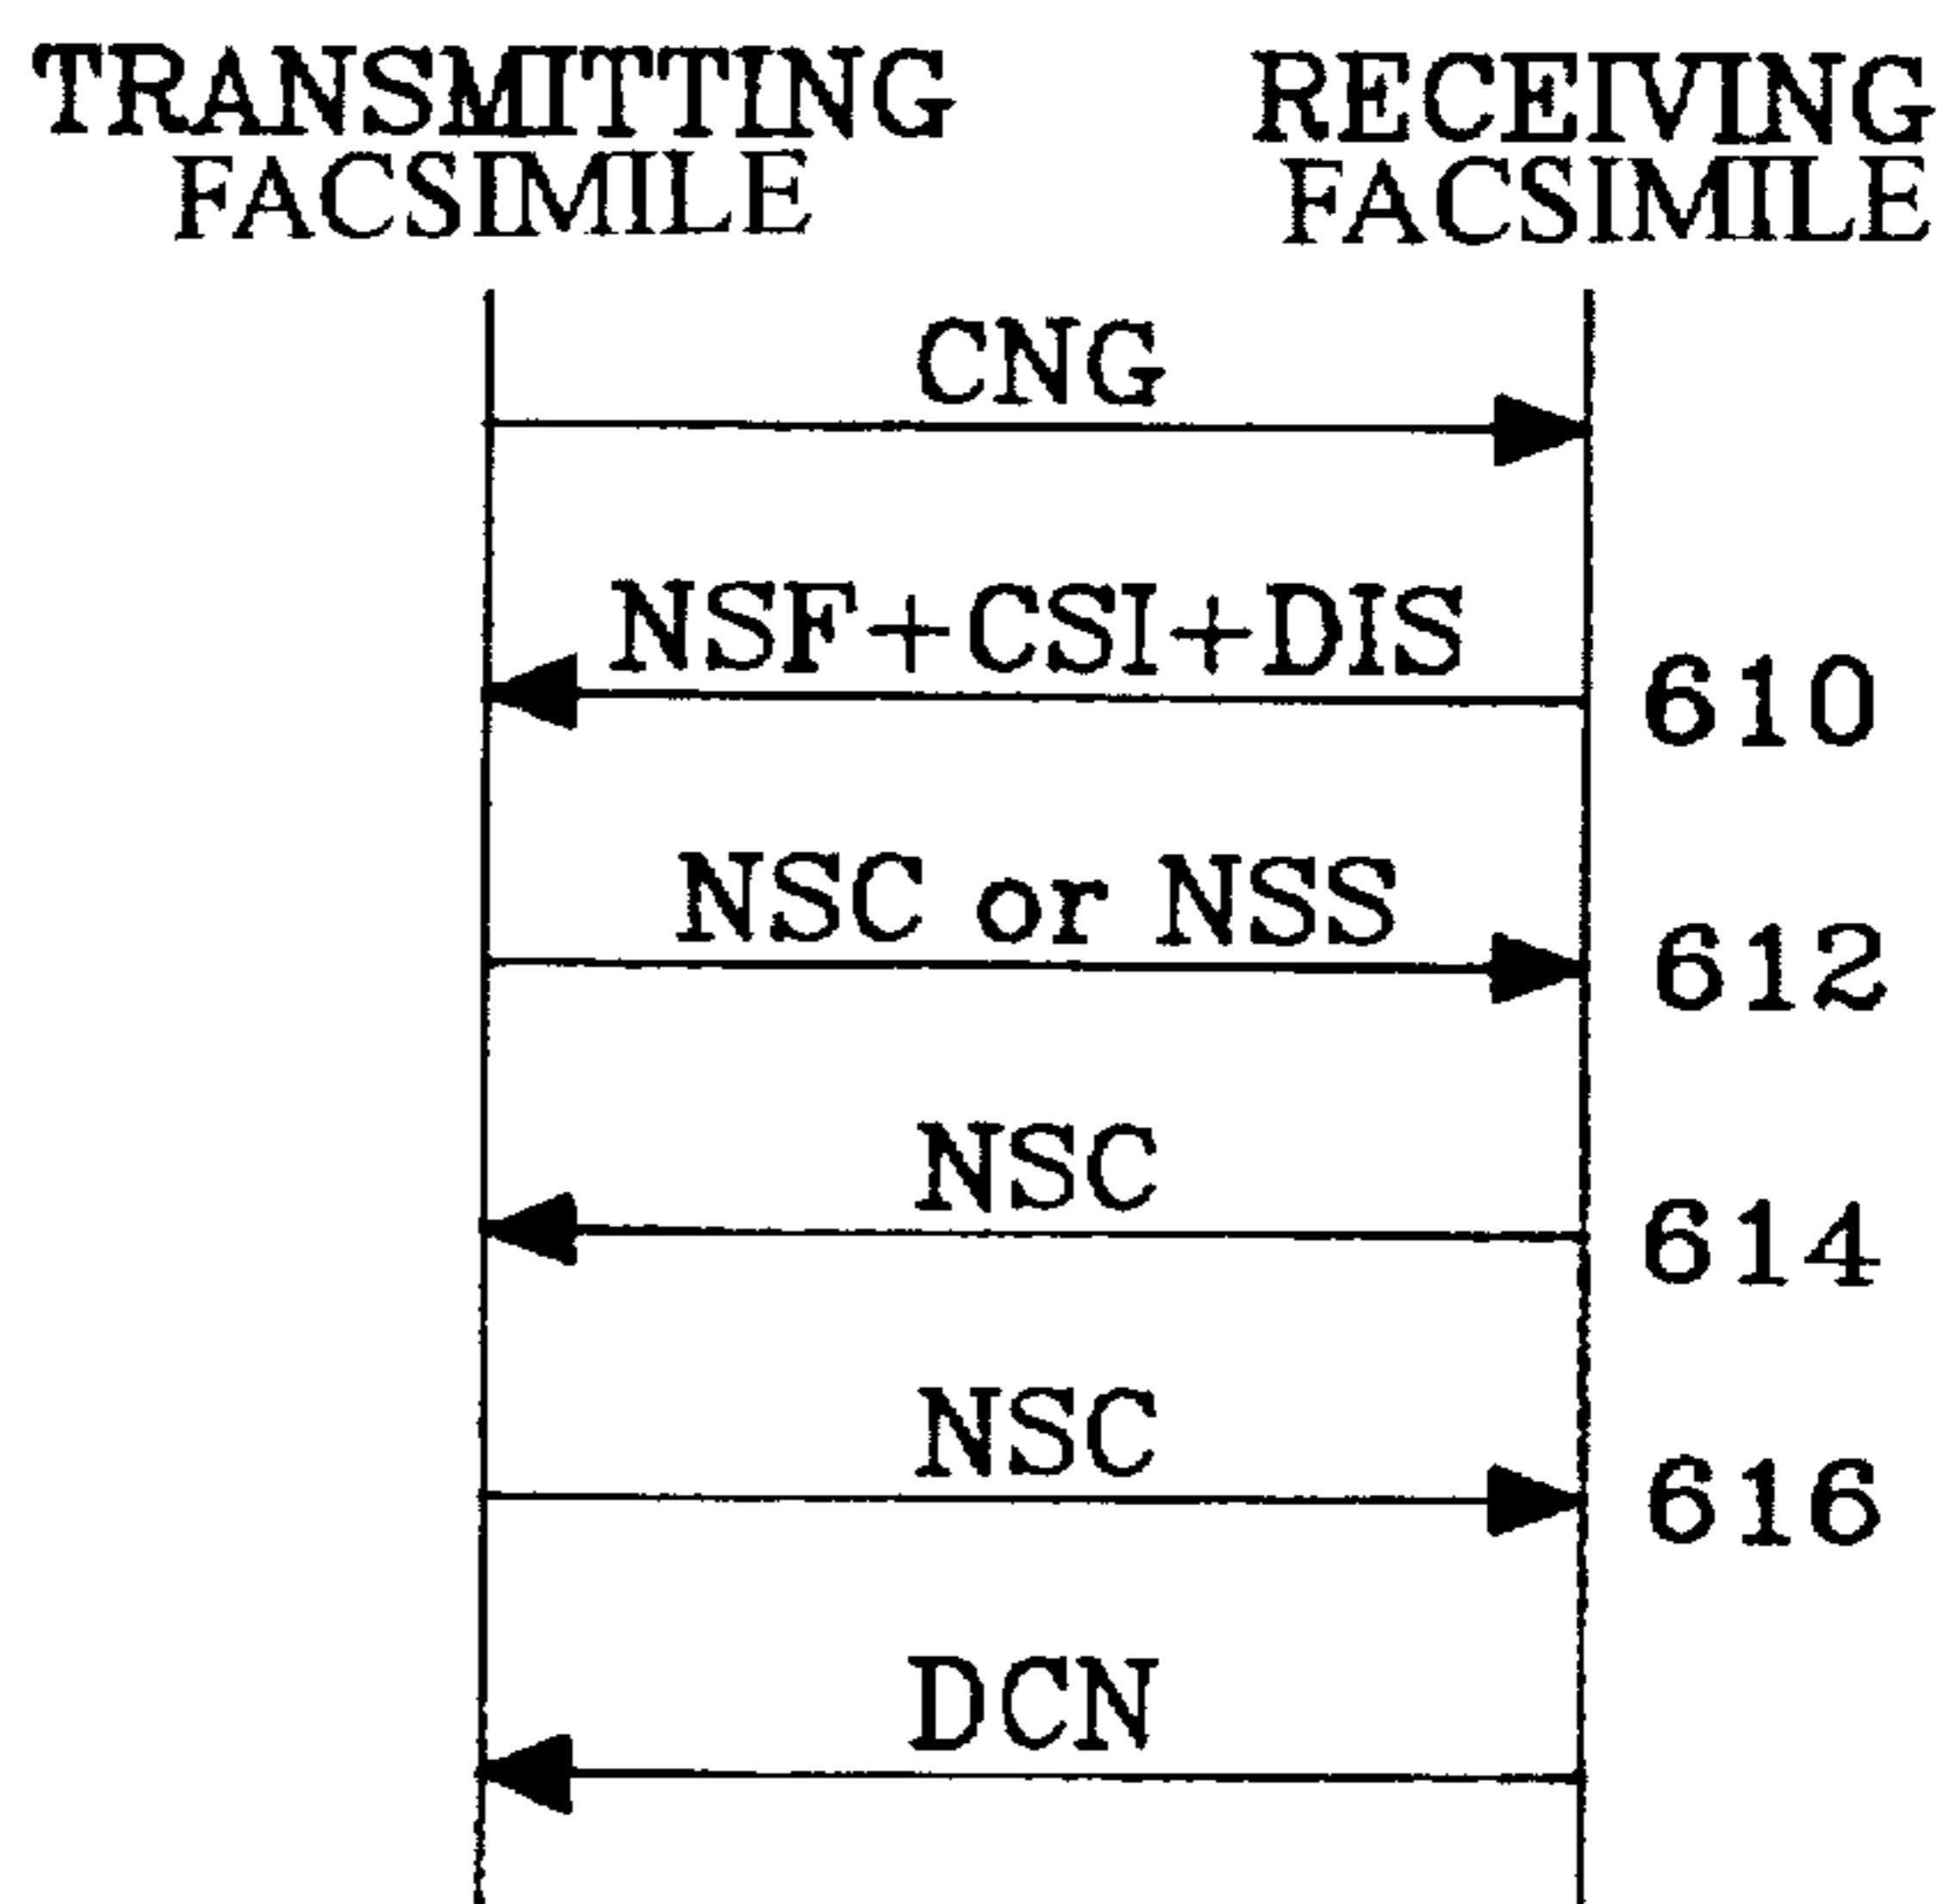 TRANSMITTING FACSIMILE
RECEIVING FACSIMILE
CNG
NSF+CSI+DIS
610
NSC or NSS
612
NSC
614
NSC
616
DCN